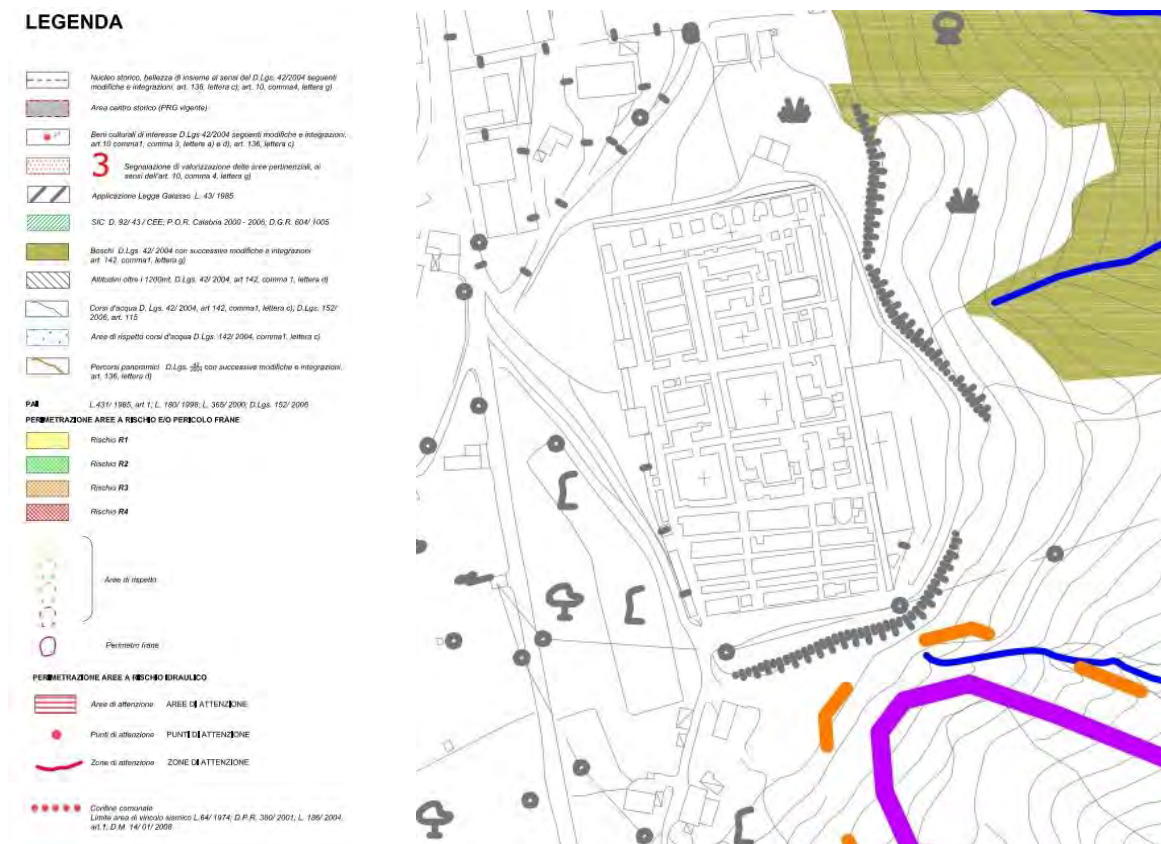 LEGENDA
Nucleo storico, bellezza di insieme ai sensi del D.Lgs. 42/2004 seguenti
modifiche e integrazioni, art. 136, lettera c); art. 10, comma4, lettera g)
Area centro storico (PRG vigente)
Beni culturali di interesse D.Lgs 42/2004 seguenti modifiche e integrazioni,
art.10 comma1, comma 3, lettere a) e d), art. 136, lettera c)
3 Segnalazione di valorizzazione delle aree pertinenziali, ai
sensi dell'art. 10, comma 4, lettera g)
Applicazione Legge Galasso L. 43/ 1985
SIC D. 92/ 43 / CEE; P.O.R. Calabria 2000 - 2006; D.G.R. 604/ 1005
Boschi D.Lgs 42/ 2004 con successive modifiche e integrazioni
art. 142, comma1, lettera g)
Altitudini oltre i 1200mt, D.Lgs. 42/ 2004, art 142, comma 1, lettera d)
Corsi d'acqua D. Lgs. 42/ 2004, art 142, comma1, lettera c); D.Lgs. 152/
2006, art. 115
Aree di rispetto corsi d'acqua D.Lgs. 142/ 2004, comma1, lettera c)
Percorsi panoramici D.Lgs. con successive modifiche e integrazioni,
art. 136, lettera d)
PAI L.431/ 1985, art 1; L. 180/ 1998; L. 365/ 2000; D.Lgs. 152/ 2006
PERIMETRAZIONE AREE A RISCHIO E/O PERICOLO FRANE
Rischio R1
Rischio R2
Rischio R3
Rischio R4
Aree di rispetto
Perimetro frane
PERIMETRAZIONE AREE A RISCHIO IDRAULICO
Aree di attenzione AREE DI ATTENZIONE
Punti di attenzione PUNTI DI ATTENZIONE
Zone di attenzione ZONE DI ATTENZIONE
Confine comunale
Limite area di vincolo sismico L.64/ 1974; D.P.R. 380/ 2001; L. 186/ 2004,
art.1; D.M. 14/ 01/ 2008